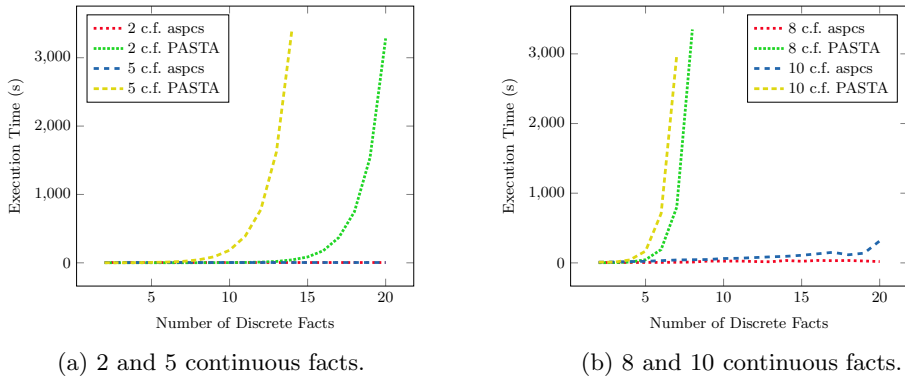 2 c.f. aspcs
2 c.f. PASTA
5 c.f. aspcs
5 c.f. PASTA
3,000
2,000
1,000
0
5
10
15
20
Execution Time (s)
Number of Discrete Facts
(a) 2 and 5 continuous facts.
8 c.f. aspcs
8 c.f. PASTA
10 c.f. aspcs
10 c.f. PASTA
3,000
2,000
1,000
0
5
10
15
20
Execution Time (s)
Number of Discrete Facts
(b) 8 and 10 continuous facts.